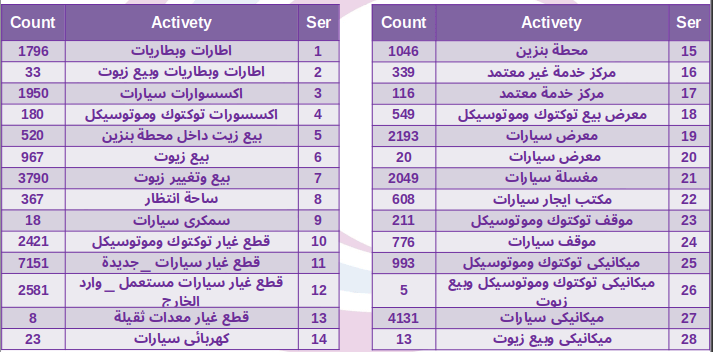 Count Activety Ser
1796 اطارات وبطاريات 1
33 اطارات وبطاريات وبيع زيوت 2
1950 اكسسوارات سيارات 3
180 اكسسورات توكتوك وموتوسيكل 4
520 بيع زيت داخل محطة بنزين 5
967 بيع زيوت 6
3790 بيع وتغيير زيوت 7
367 ساحة انتظار 8
18 سمكرى سيارات 9
2421 قطع غيار توكتوك وموتوسيكل 10
7151 قطع غيار سيارات _ جديدة 11
2581 قطع غيار سيارات مستعمل _ وارد 12
الخارج
8 قطع غيار معدات ثقيلة 13
23 كهربائى سيارات 14
Count Activety Ser
1046 محطة بنزين 15
339 مركز خدمة غير معتمد 16
116 مركز خدمة معتمد 17
549 معرض بيع توكتوك وموتوسيكل 18
2193 معرض سيارات 19
20 معرض سيارات 20
2049 مغسلة سيارات 21
608 مكتب ايجار سيارات 22
211 موقف توكتوك وموتوسيكل 23
776 موقف سيارات 24
993 ميكانيكى توكتوك وموتوسيكل 25
5 ميكانيكى توكتوك وموتوسيكل وبيع 26
زيوت
4131 ميكانيكى سيارات 27
13 ميكانيكى وبيع زيوت 28